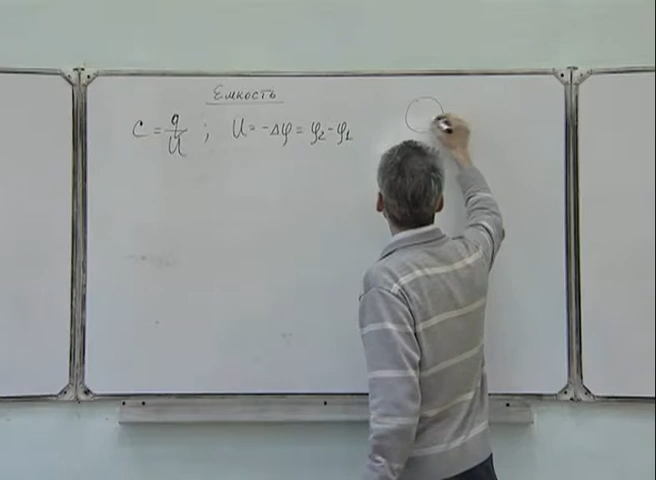 Емкость
C = q/U ; U = -Δφ = φ₂ - φ₁